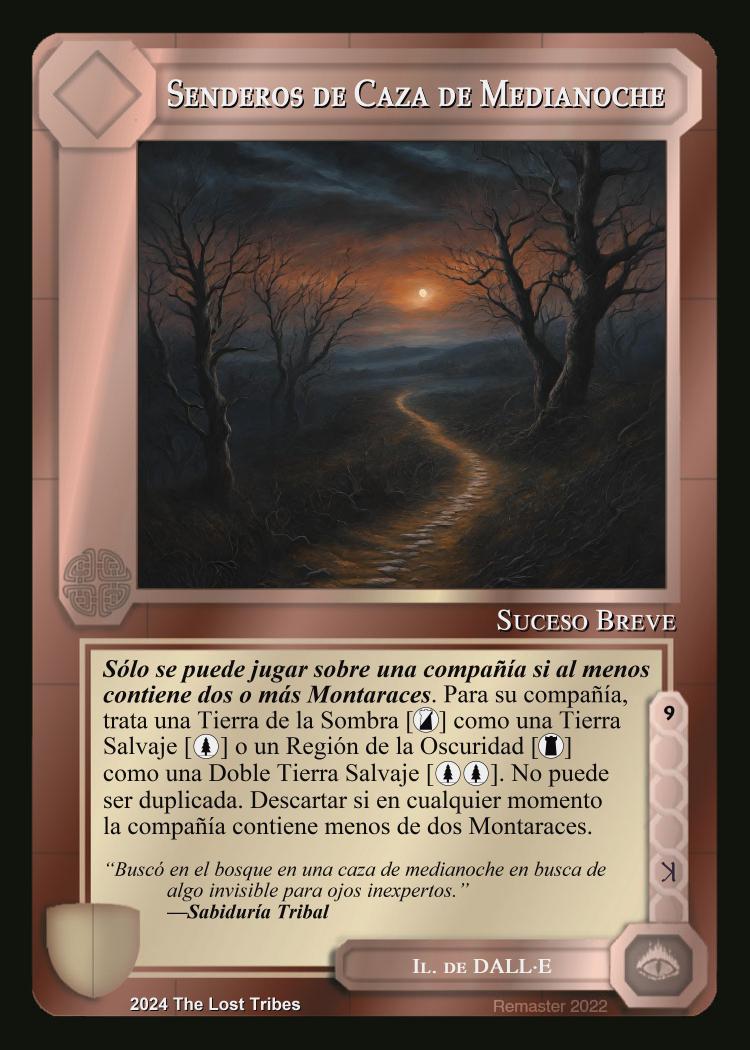 Senderos de Caza de Medianoche
Suceso Breve
Sólo se puede jugar sobre una compañía si al menos
contiene dos o más Montaraces. Para su compañía,
trata una Tierra de la Sombra [ ] como una Tierra
Salvaje [ ] o un Región de la Oscuridad [ ]
como una Doble Tierra Salvaje [ ]. No puede
ser duplicada. Descartar si en cualquier momento
la compañía contiene menos de dos Montaraces.
9
“Buscó en el bosque en una caza de medianoche en busca de
algo invisible para ojos inexpertos.”
—Sabiduría Tribal
Il. de DALL·E
2024 The Lost Tribes
Remaster 2022